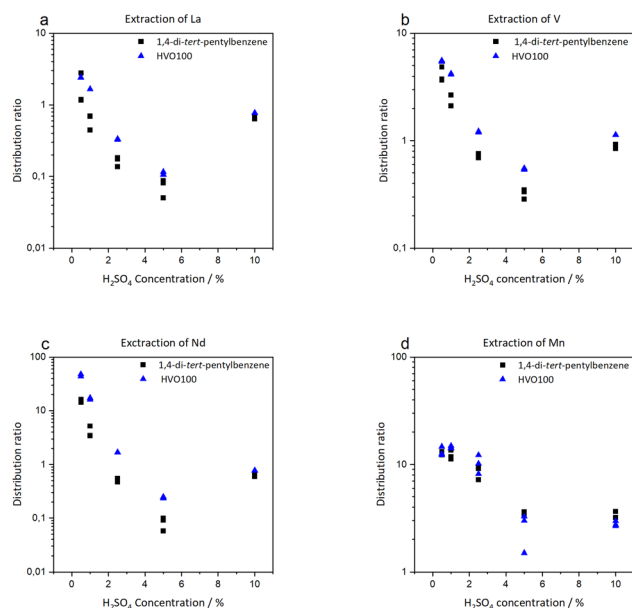 a
Extraction of La
1,4-di-tert-pentylbenzene
HVO100
10
1
0,1
0,01
Distribution ratio
0 2 4 6 8 10
H₂SO₄ Concentration / %
b
Extraction of V
1,4-di-tert-pentylbenzene
HVO100
10
1
0,1
Distribution ratio
0 2 4 6 8 10
H₂SO₄ concentration / %
c
Exctraction of Nd
1,4-di-tert-pentylbenzene
HVO100
100
10
1
0,1
0,01
Distribution ratio
0 2 4 6 8 10
H₂SO₄ concentration / %
d
Extraction of Mn
1,4-di-tert-pentylbenzene
HVO100
100
10
1
Distribution ratio
0 2 4 6 8 10
H₂SO₄ Concentration / %